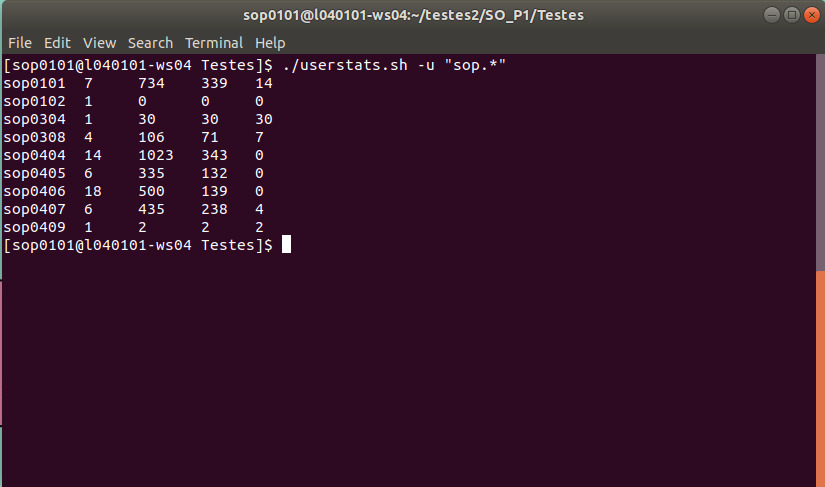 sop0101@l040101-ws04:~/testes2/SO_P1/Testes
File Edit View Search Terminal Help
[sop0101@l040101-ws04 Testes]$ ./userstats.sh -u "sop.*"
sop0101 7 734 339 14
sop0102 1 0 0 0
sop0304 1 30 30 30
sop0308 4 106 71 7
sop0404 14 1023 343 0
sop0405 6 335 132 0
sop0406 18 500 139 0
sop0407 6 435 238 4
sop0409 1 2 2 2
[sop0101@l040101-ws04 Testes]$